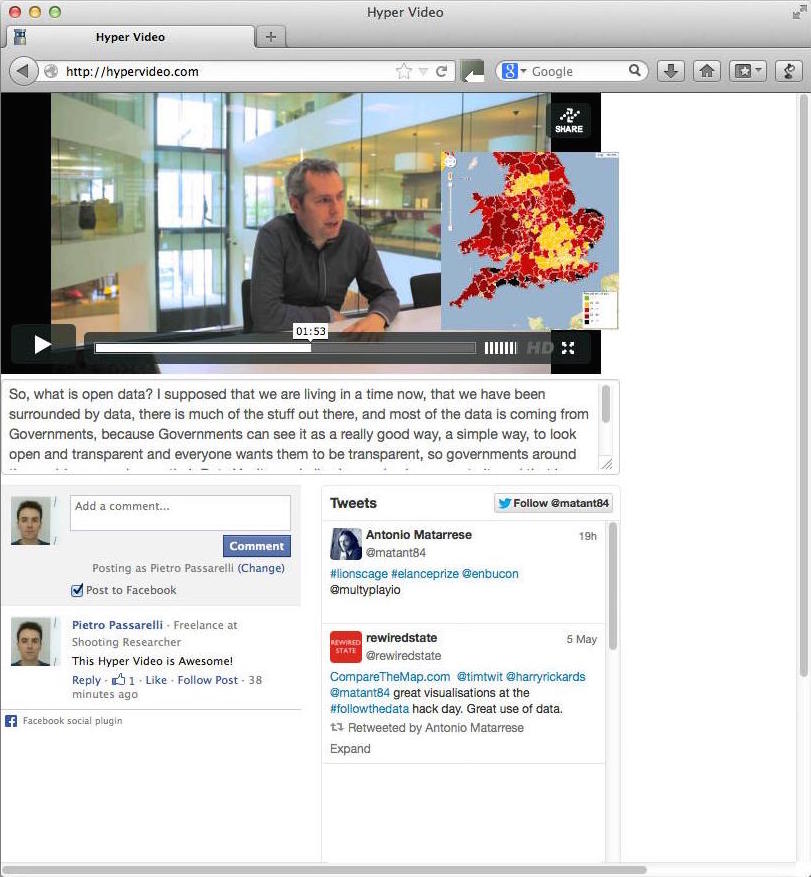 Hyper Video
Hyper Video
http://hypervideo.com
Google
SHARE
01:53
HD
So, what is open data? I supposed that we are living in a time now, that we have been
surrounded by data, there is much of the stuff out there, and most of the data is coming from
Governments, because Governments can see it as a really good way, a simple way, to look
open and transparent and everyone wants them to be transparent, so governments around
Add a comment...
Comment
Posting as Pietro Passarelli (Change)
Post to Facebook
Pietro Passarelli · Freelance at
Shooting Researcher
This Hyper Video is Awesome!
Reply · 1 · Like · Follow Post · 38
minutes ago
Facebook social plugin
Tweets
Follow @matant84
Antonio Matarrese 19h
@matant84
#lionscage #elanceprize @enbucon
@multyplayio
REWIRED
STATE
rewiredstate 5 May
@rewiredstate
CompareTheMap.com @timtwit @harryrickards
@matant84 great visualisations at the
#followthedata hack day. Great use of data.
Retweeted by Antonio Matarrese
Expand